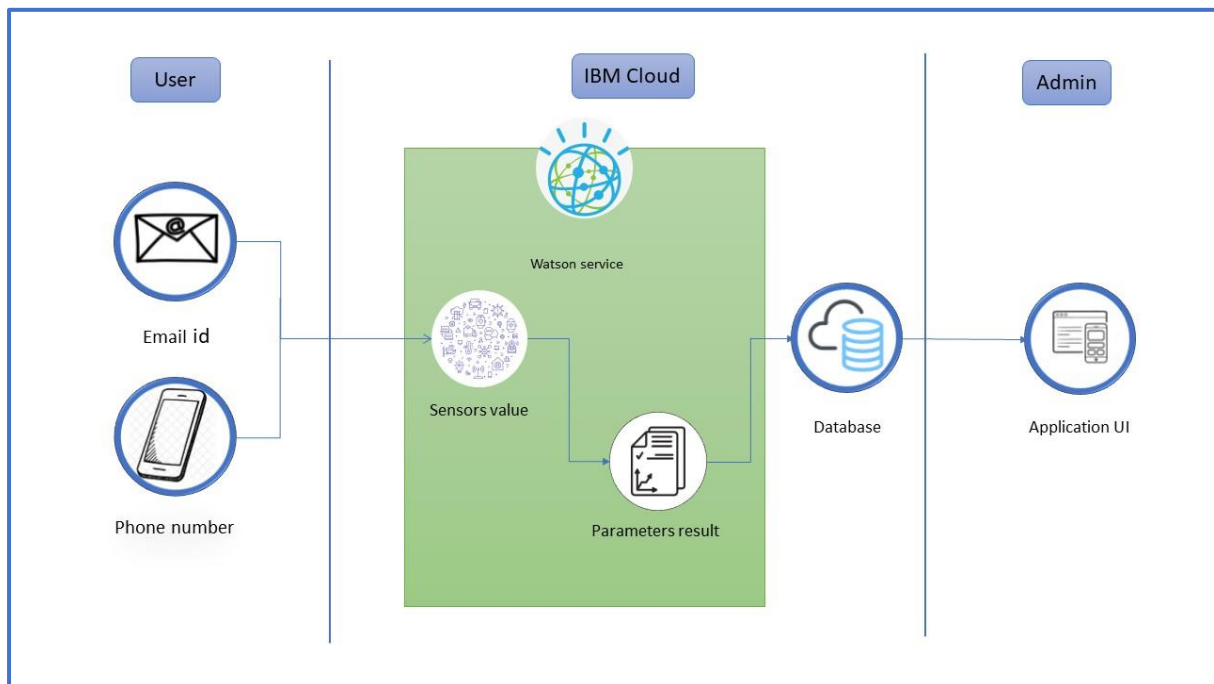 User
IBM Cloud
Admin
Watson service
Email id
Sensors value
Database
Application UI
Phone number
Parameters result